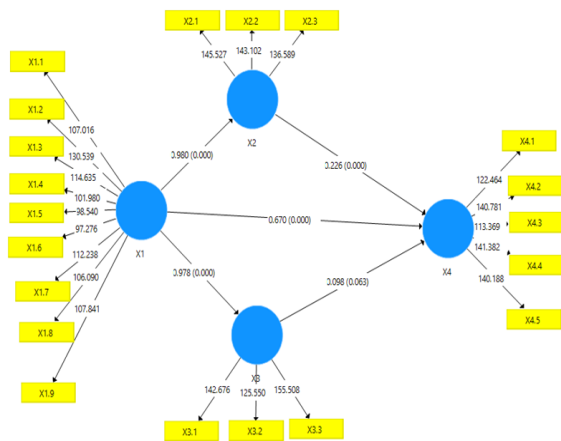 X2.1 X2.2 X2.3
145.527 143.102 136.589
X1.1
X1.2
X1.3
X1.4
X1.5
X1.6
X1.7
X1.8
X1.9
107.016
130.539
114.635
101.980
98.540
97.276
112.238
106.090
107.841
X1
X2
0.980 (0.000)
0.226 (0.000)
0.670 (0.000)
0.978 (0.000)
0.098 (0.063)
X3
142.676 125.550 155.508
X3.1 X3.2 X3.3
X4
122.464
140.781
113.369
141.382
140.188
X4.1
X4.2
X4.3
X4.4
X4.5